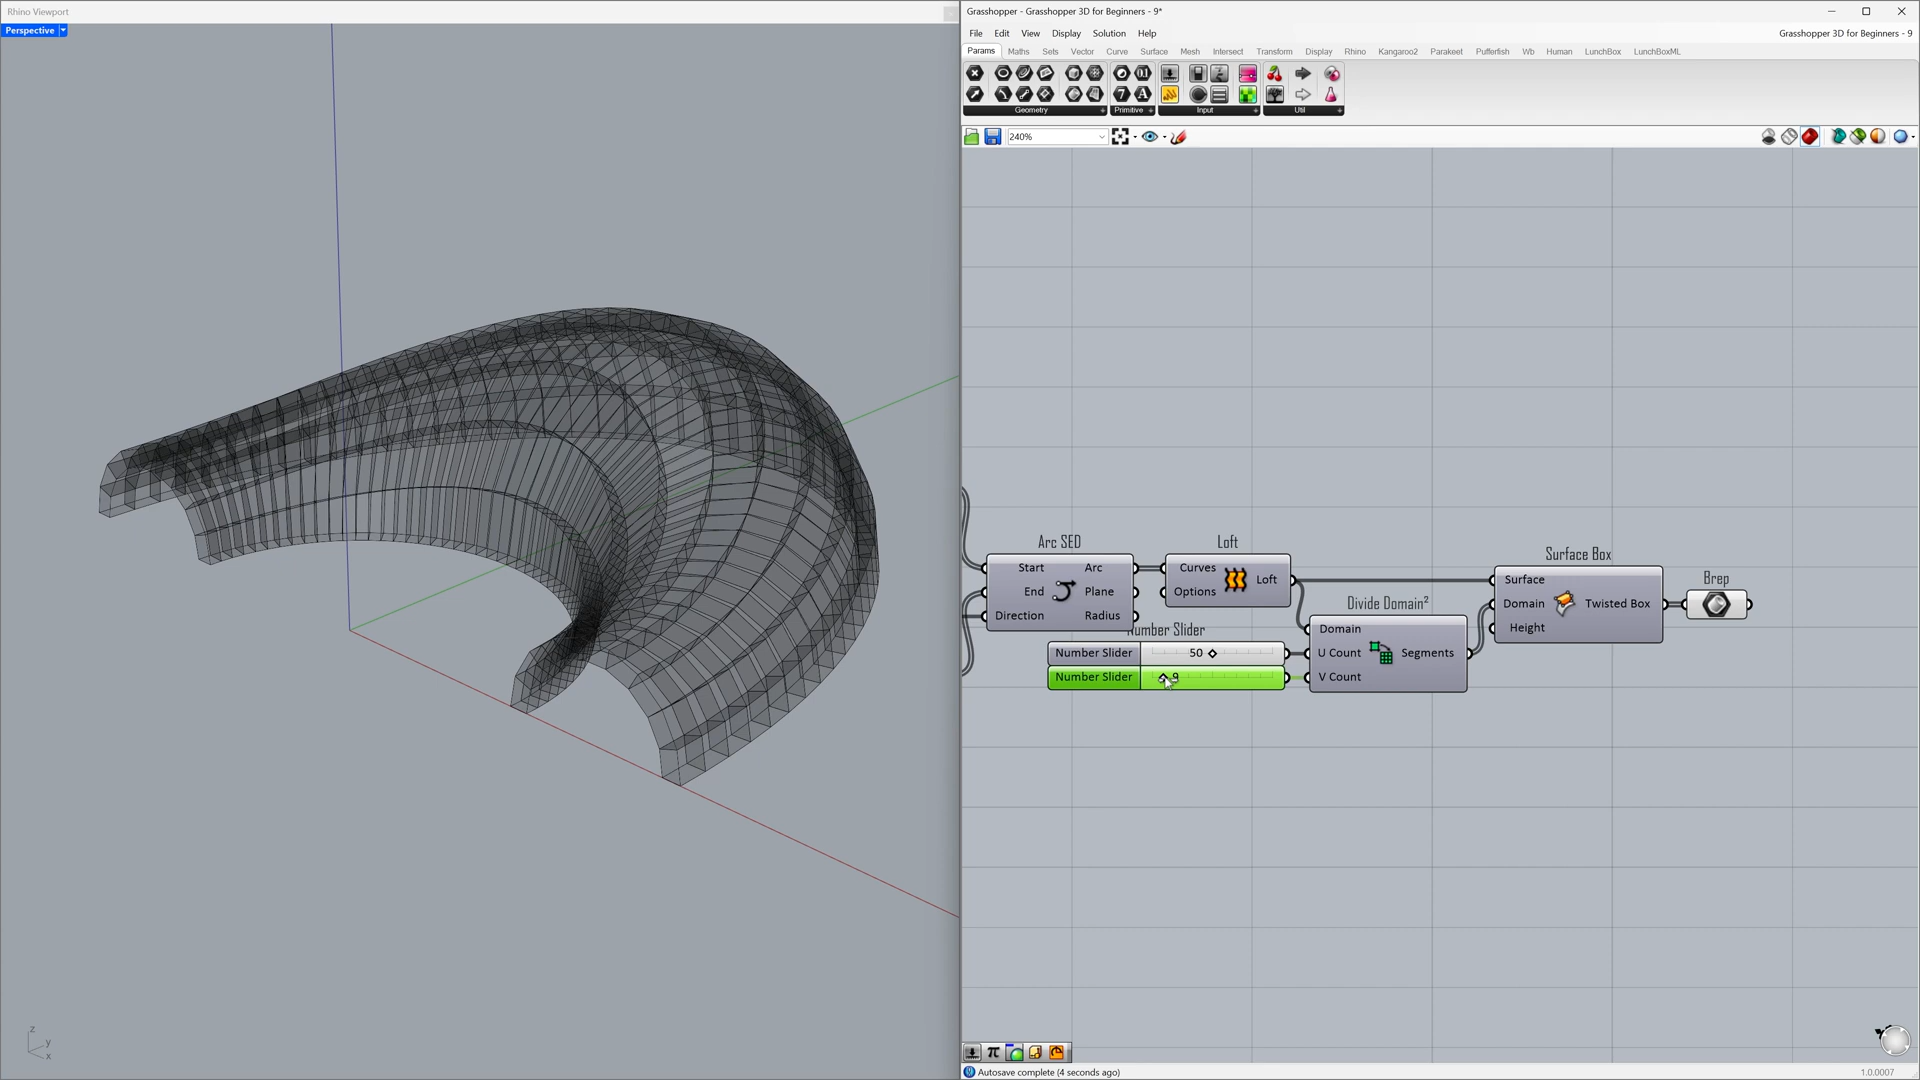 Rhino Viewport
Perspective
z
y
x
Grasshopper - Grasshopper 3D for Beginners - 9*
File Edit View Display Solution Help
Grasshopper 3D for Beginners - 9
Params Maths Sets Vector Curve Surface Mesh Intersect Transform Display Rhino Kangaroo2 Parakeet Pufferfish Wb Human LunchBox LunchBoxML
Geometry Primitive Input Util
240%
Arc SED
Start Arc
End Plane
Direction Radius
Loft
Curves Loft
Options
Number Slider
Number Slider 50
Number Slider 9
Divide Domain²
Domain
U Count Segments
V Count
Surface Box
Surface
Domain Twisted Box
Height
Brep
Autosave complete (4 seconds ago)
1.0.0007